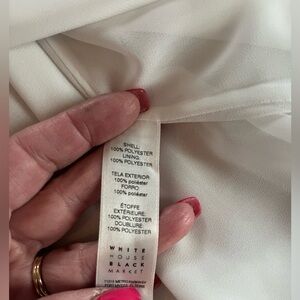 SHELL:
100% POLYESTER
LINING:
100% POLYESTER
TELA EXTERIOR
100% poliéster
FORRO
100% poliéster
ÉTOFFE
EXTÉRIEURE:
100% POLYESTER
DOUBLURE:
100% POLYESTER
WHITE
HOUSE
BLACK
MARKET